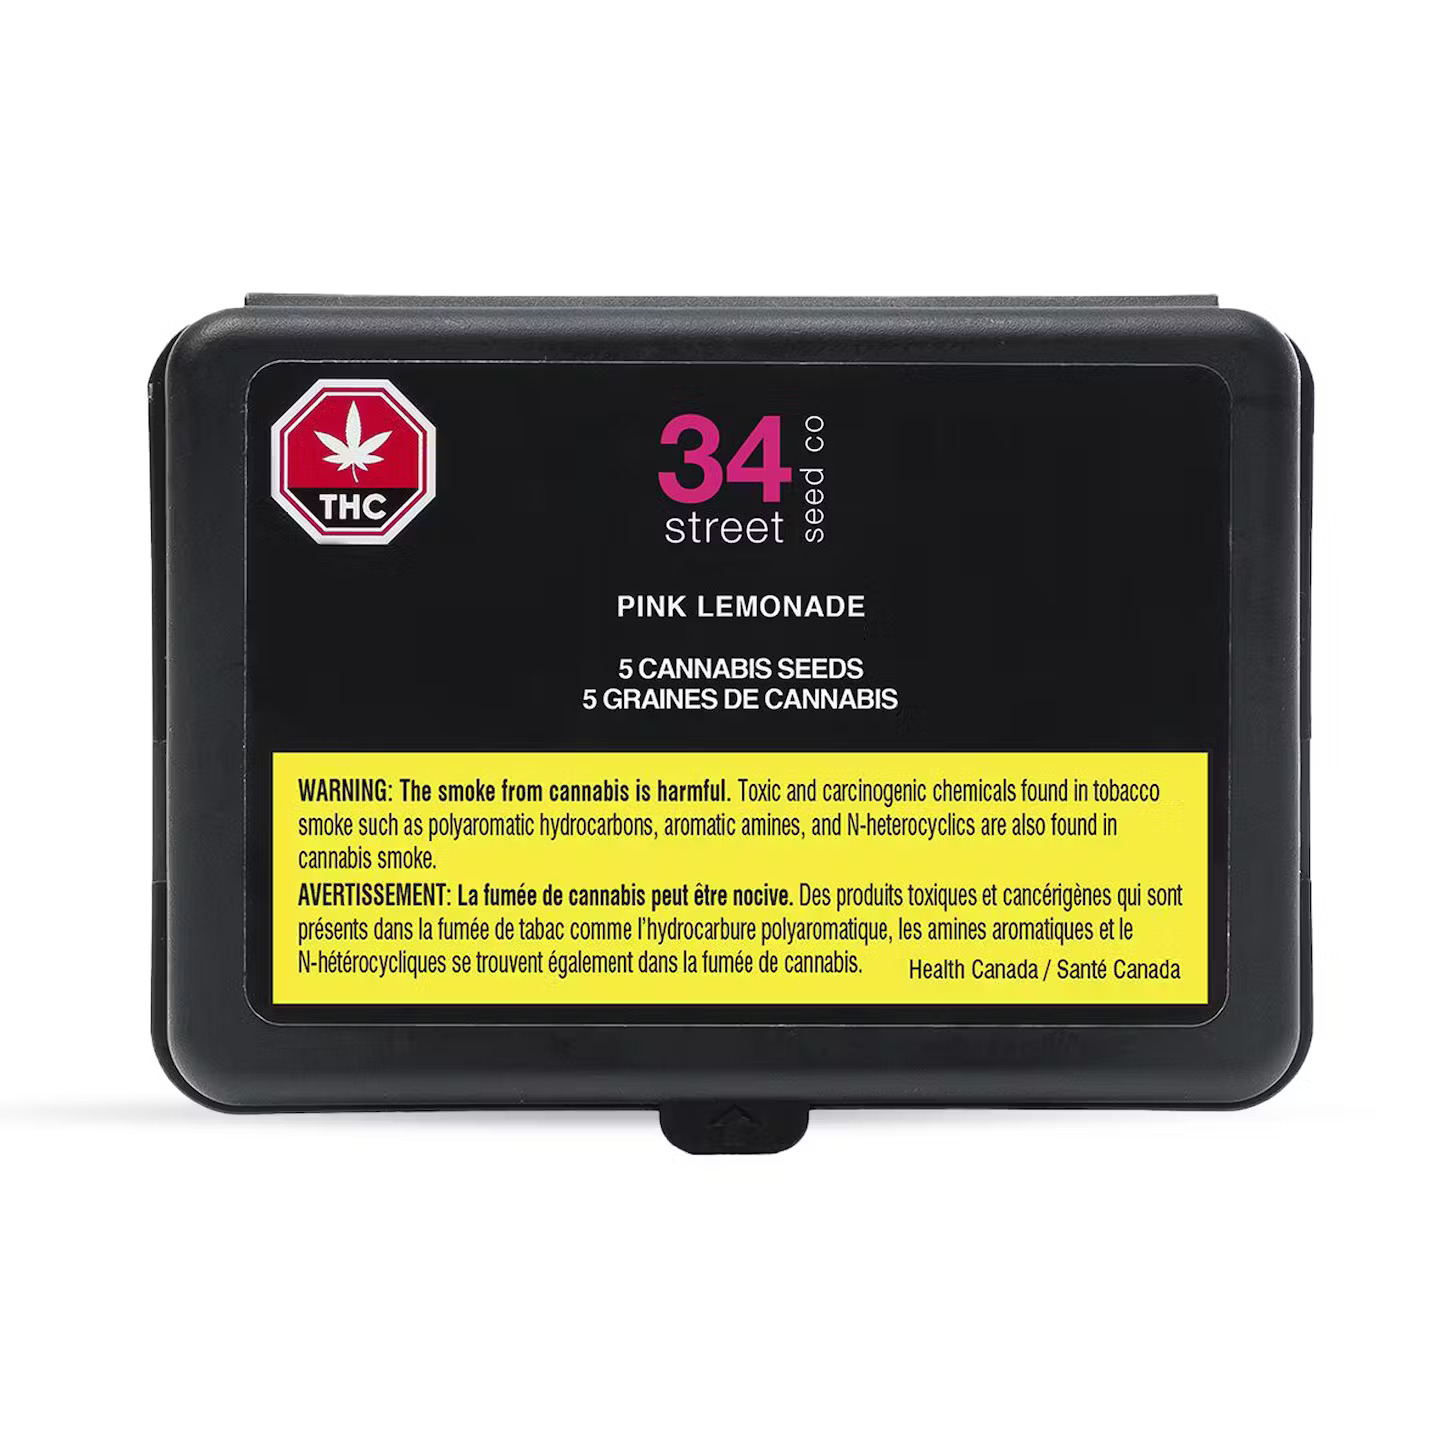 THC
34
street
seed co
PINK LEMONADE
5 CANNABIS SEEDS
5 GRAINES DE CANNABIS
WARNING: The smoke from cannabis is harmful. Toxic and carcinogenic chemicals found in tobacco
smoke such as polyaromatic hydrocarbons, aromatic amines, and N-heterocyclics are also found in
cannabis smoke.
AVERTISSEMENT: La fumée de cannabis peut être nocive. Des produits toxiques et cancérigènes qui sont
présents dans la fumée de tabac comme l'hydrocarbure polyaromatique, les amines aromatiques et le
N-hétérocycliques se trouvent également dans la fumée de cannabis.
Health Canada / Santé Canada